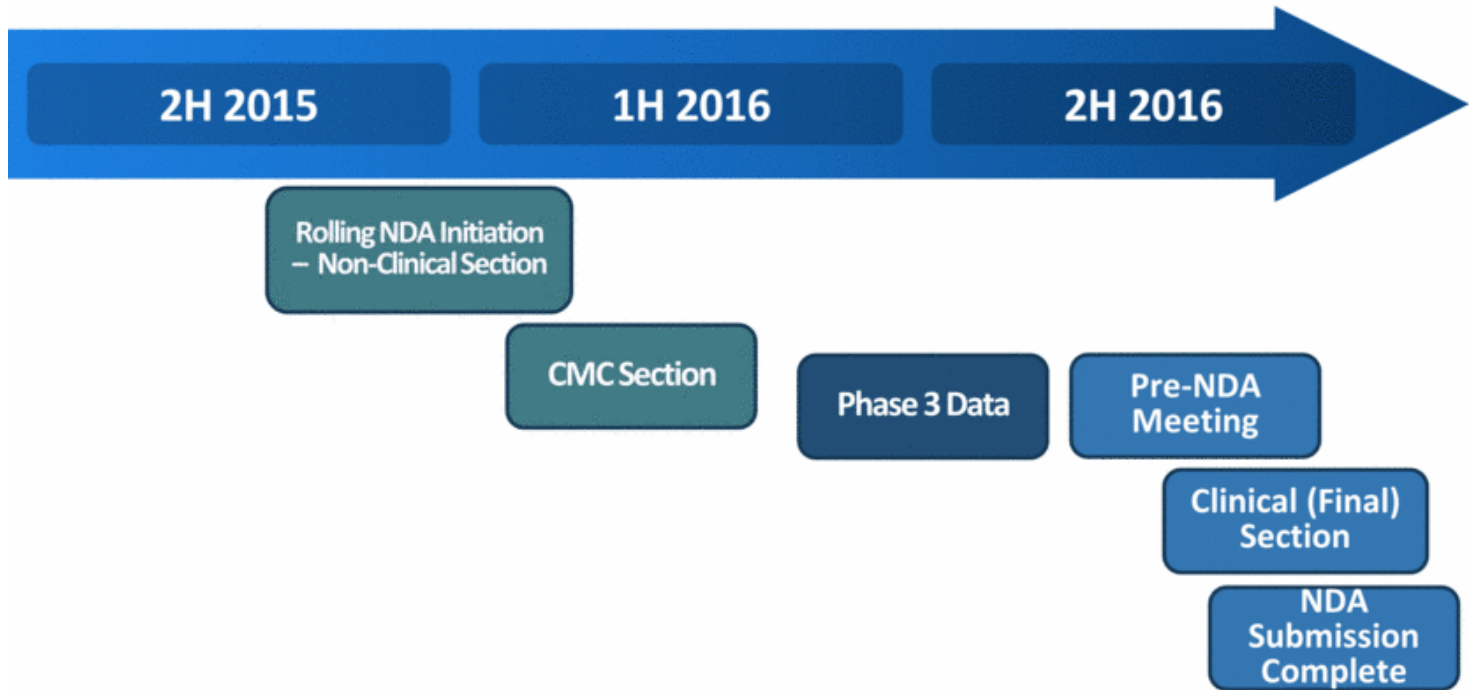 2H 2015
1H 2016
2H 2016
Rolling NDA Initiation
– Non-Clinical Section
CMC Section
Phase 3 Data
Pre-NDA
Meeting
Clinical (Final)
Section
NDA
Submission
Complete